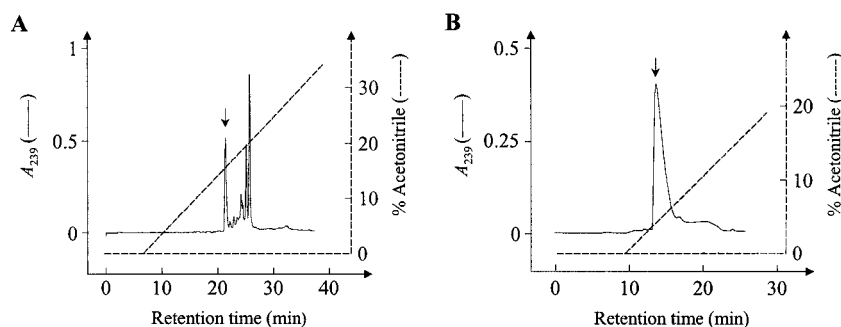 A
1
0.5
0
A239 (——)
30
20
10
0
% Acetonitrile (-----)
0 10 20 30 40
Retention time (min)
B
0.5
0.25
0
A239 (——)
20
10
0
% Acetonitrile (-----)
0 10 20 30
Retention time (min)